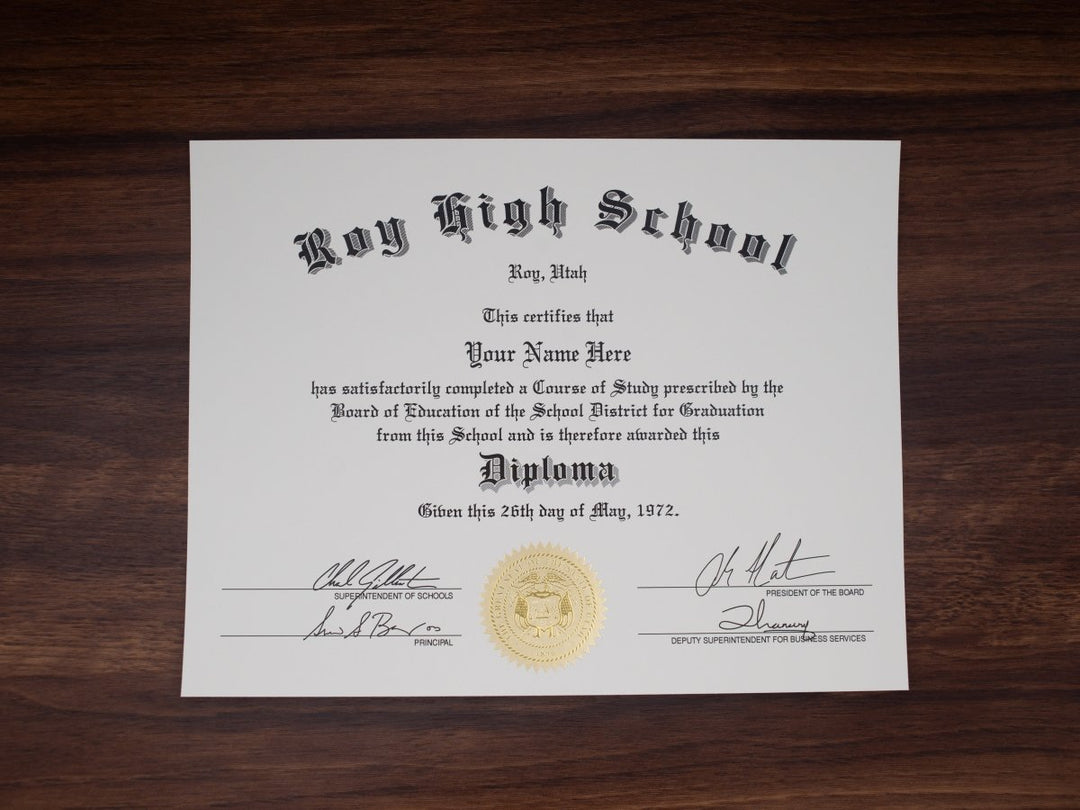 Roy High School
Roy, Utah
This certifies that
Your Name Here
has satisfactorily completed a Course of Study prescribed by the
Board of Education of the School District for Graduation
from this School and is therefore awarded this
Diploma
Given this 26th day of May, 1972.
SUPERINTENDENT OF SCHOOLS
PRESIDENT OF THE BOARD
PRINCIPAL
DEPUTY SUPERINTENDENT FOR BUSINESS SERVICES